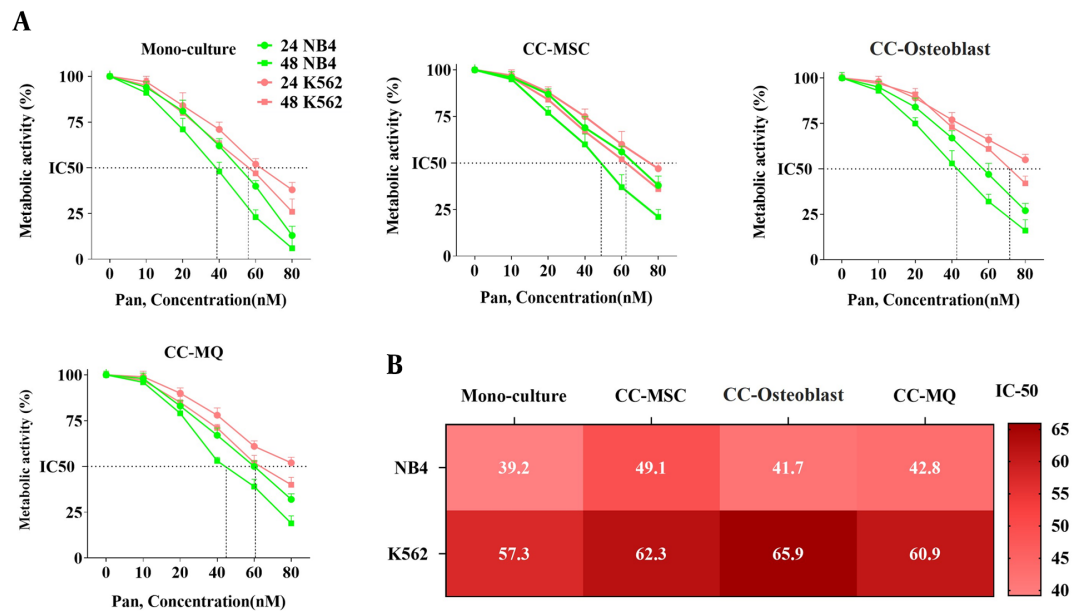 A
Mono-culture
24 NB4
48 NB4
24 K562
48 K562
Metabolic activity (%)
100
75
IC50
25
0
0 10 20 40 60 80
Pan, Concentration(nM)
CC-MSC
Metabolic activity (%)
100
75
IC50
25
0
0 10 20 40 60 80
Pan, Concentration(nM)
CC-Osteoblast
Metabolic activity (%)
100
75
IC50
25
0
0 10 20 40 60 80
Pan, Concentration(nM)
CC-MQ
Metabolic activity (%)
100
75
IC50
25
0
0 10 20 40 60 80
Pan, Concentration(nM)
B
Mono-culture CC-MSC CC-Osteoblast CC-MQ
NB4 39.2 49.1 41.7 42.8
K562 57.3 62.3 65.9 60.9
IC-50
65
60
55
50
45
40